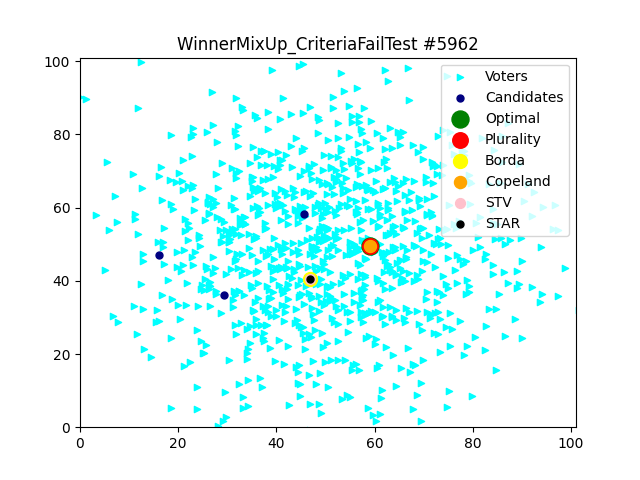 WinnerMixUp_CriteriaFailTest #5962
100
80
60
40
20
0
0
20
40
60
80
100
Voters
Candidates
Optimal
Plurality
Borda
Copeland
STV
STAR